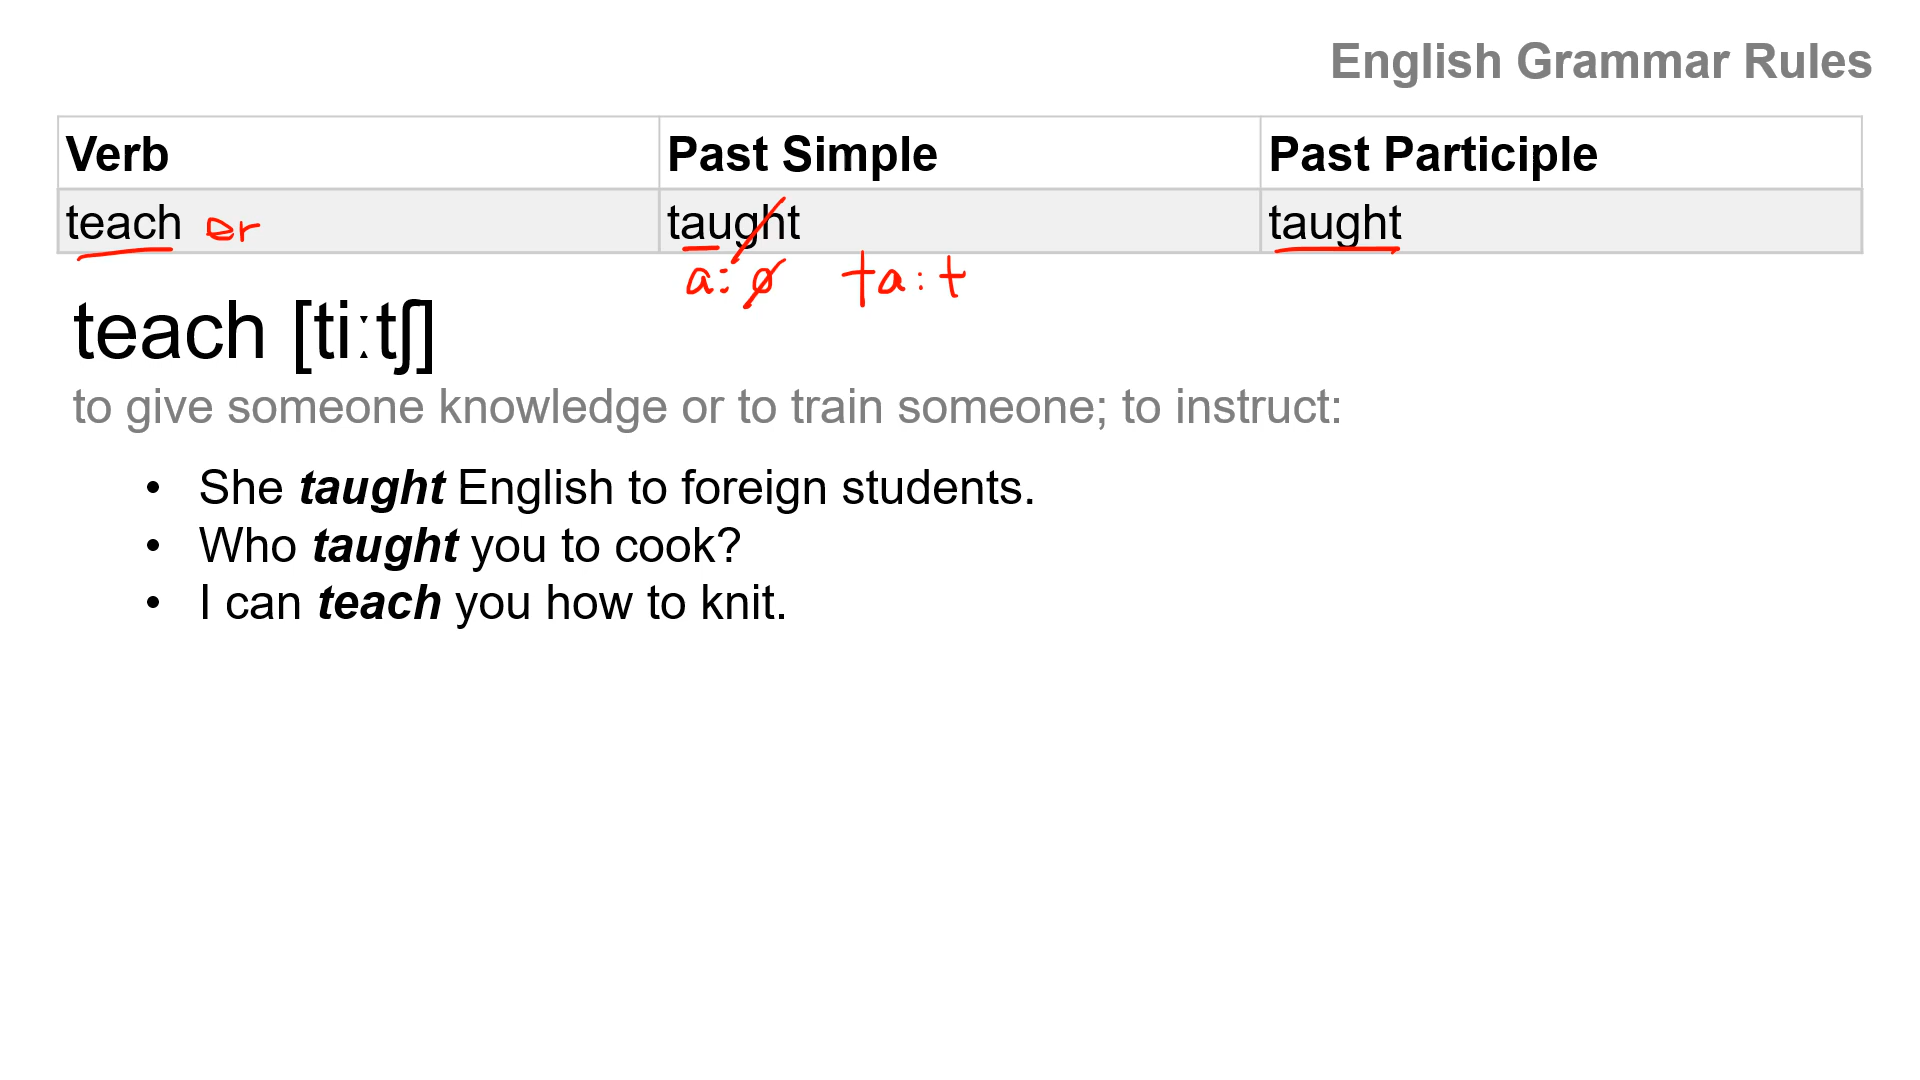 English Grammar Rules
Verb Past Simple Past Participle
teach er taught taught
a: ø ta:t
teach [tiːtʃ]
to give someone knowledge or to train someone; to instruct:
• She taught English to foreign students.
• Who taught you to cook?
• I can teach you how to knit.